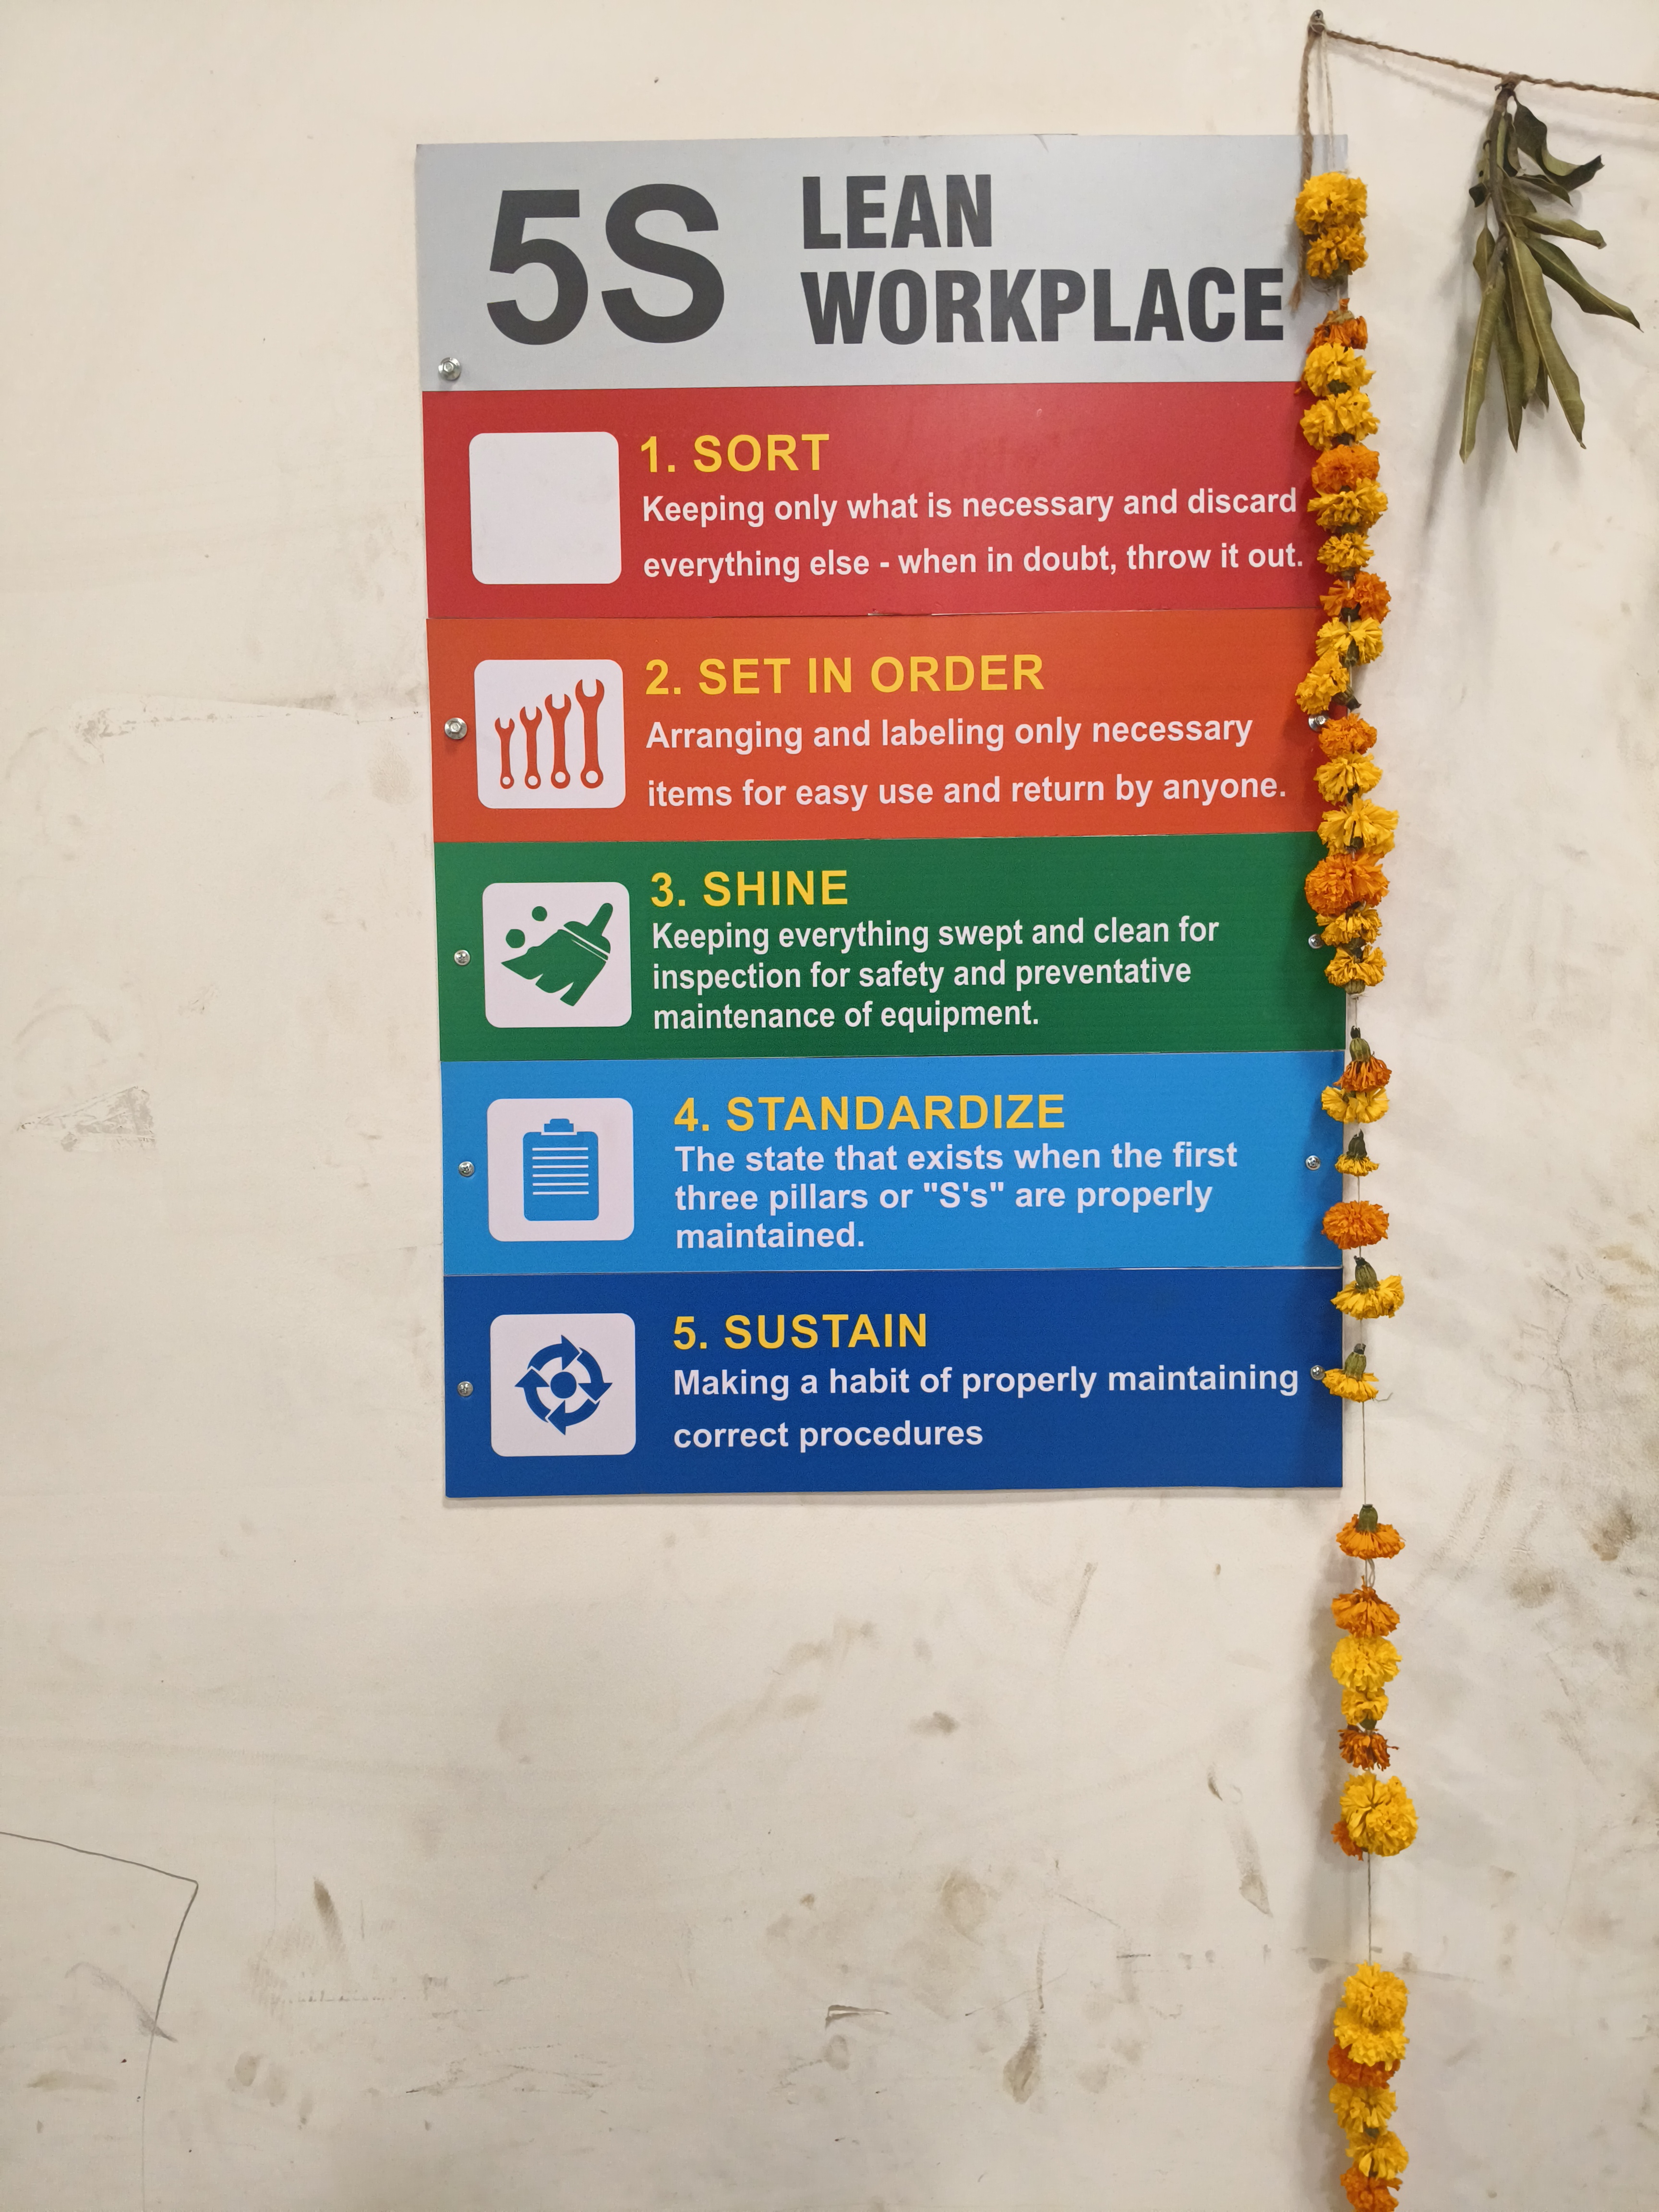 5S
LEAN
WORKPLACE
1. SORT
Keeping only what is necessary and discard
everything else - when in doubt, throw it out.
2. SET IN ORDER
Arranging and labeling only necessary
items for easy use and return by anyone.
3. SHINE
Keeping everything swept and clean for
inspection for safety and preventative
maintenance of equipment.
4. STANDARDIZE
The state that exists when the first
three pillars or "S's" are properly
maintained.
5. SUSTAIN
Making a habit of properly maintaining
correct procedures